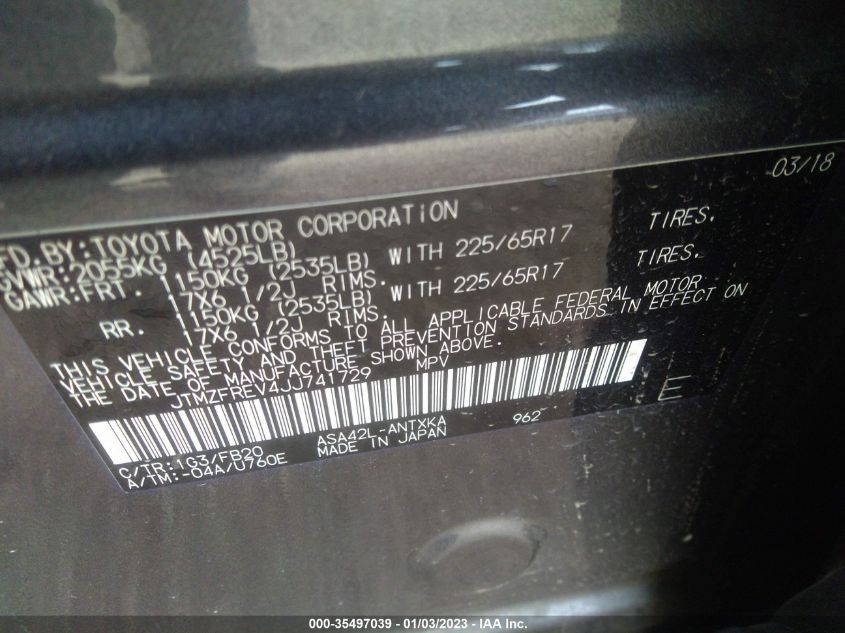 03/18
MFD.BY:TOYOTA MOTOR CORPORATION
GVWR:2055KG (4525LB)
GAWR:FRT. 1150KG (2535LB) WITH 225/65R17 TIRES.
17X6 1/2J RIMS.
RR. 1150KG (2535LB) WITH 225/65R17 TIRES.
17X6 1/2J RIMS.
THIS VEHICLE CONFORMS TO ALL APPLICABLE FEDERAL MOTOR
VEHICLE SAFETY AND THEFT PREVENTION STANDARDS IN EFFECT ON
THE DATE OF MANUFACTURE SHOWN ABOVE.
JTMZFREV4JJ741729 MPV
E
C/TR:1G3/FB20 ASA42L-ANTXKA 962
A/TM:-04A/U760E MADE IN JAPAN
000-35497039 - 01/03/2023 - IAA Inc.